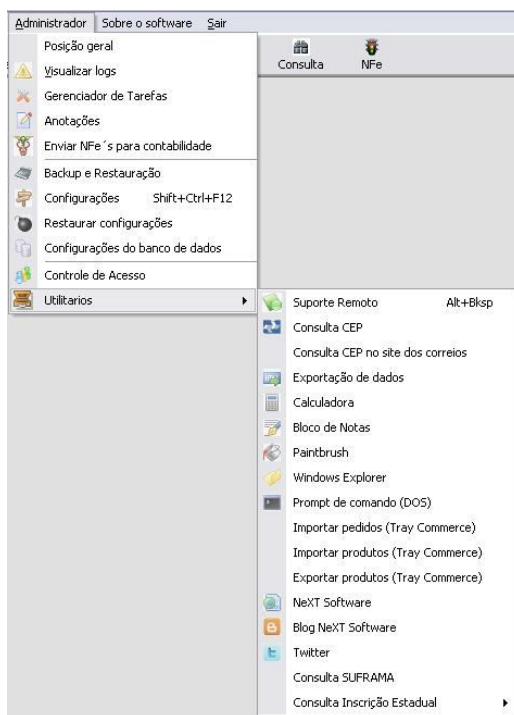 Administrador Sobre o software Sair
Consulta NFe
Posição geral
Visualizar logs
Gerenciador de Tarefas
Anotações
Enviar NFe´s para contabilidade
Backup e Restauração
Configurações Shift+Ctrl+F12
Restaurar configurações
Configurações do banco de dados
Controle de Acesso
Utilitarios
Suporte Remoto Alt+Bksp
Consulta CEP
Consulta CEP no site dos correios
Exportação de dados
Calculadora
Bloco de Notas
Paintbrush
Windows Explorer
Prompt de comando (DOS)
Importar pedidos (Tray Commerce)
Importar produtos (Tray Commerce)
Exportar produtos (Tray Commerce)
NeXT Software
Blog NeXT Software
Twitter
Consulta SUFRAMA
Consulta Inscrição Estadual